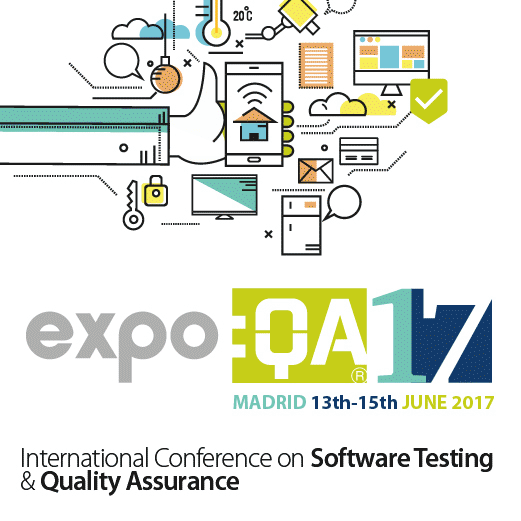 20°C
expo:QA®17
MADRID 13th-15th JUNE 2017
International Conference on Software Testing
& Quality Assurance